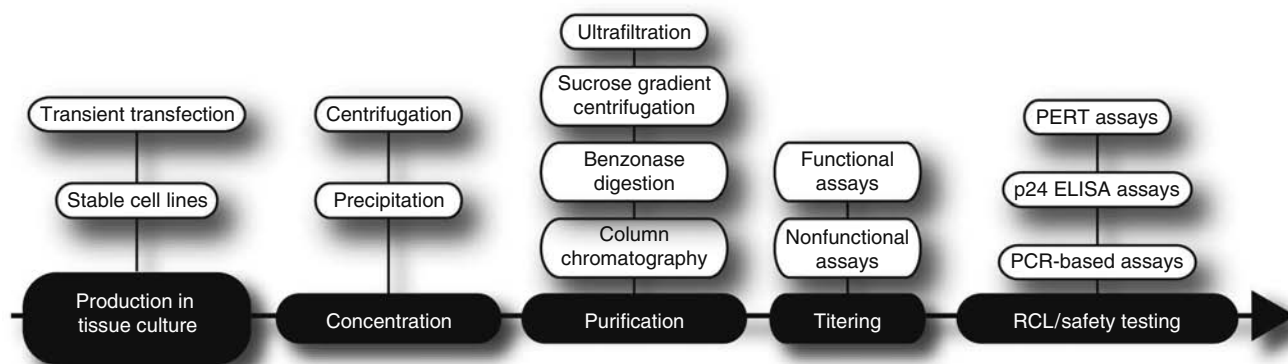 Transient transfection
Stable cell lines
Production in
tissue culture
Centrifugation
Precipitation
Concentration
Ultrafiltration
Sucrose gradient
centrifugation
Benzonase
digestion
Column
chromatography
Purification
Functional
assays
Nonfunctional
assays
Titering
PERT assays
p24 ELISA assays
PCR-based assays
RCL/safety testing